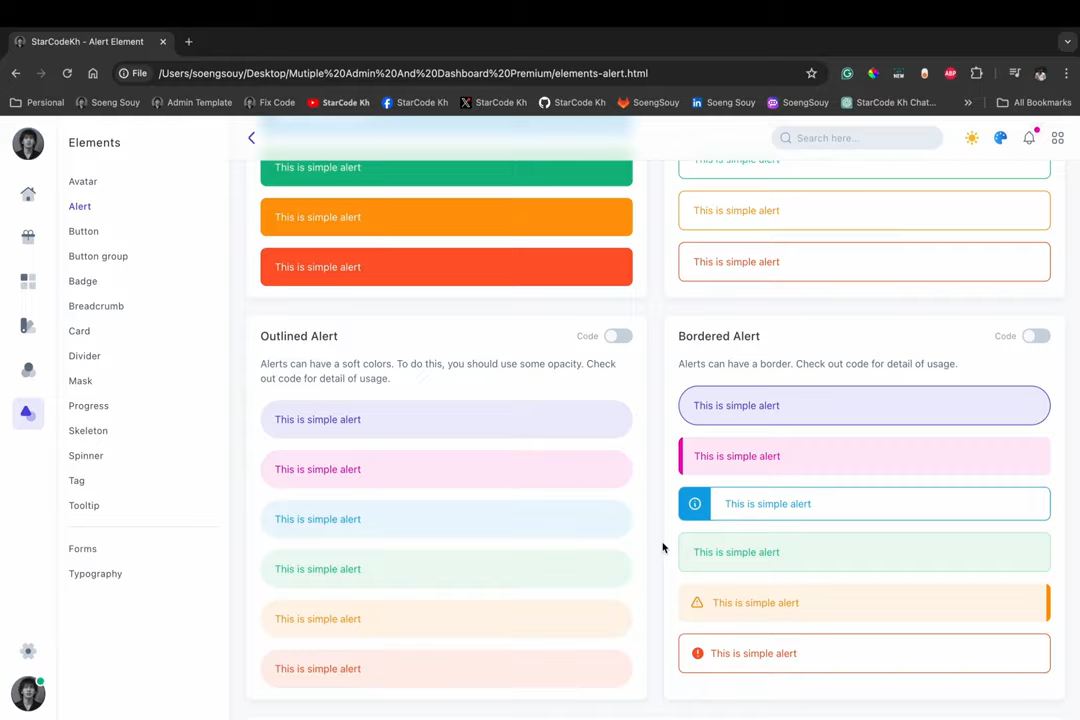 StarCodeKh - Alert Element
File
/Users/soengsouy/Desktop/Mutiple%20Admin%20And%20Dashboard%20Premium/elements-alert.html
NEW
ABP
Personal
Soeng Souy
Admin Template
Fix Code
StarCode Kh
StarCode Kh
StarCode Kh
StarCode Kh
SoengSouy
Soeng Souy
SoengSouy
StarCode Kh Chat...
All Bookmarks
Elements
Search here...
Avatar
Alert
Button
Button group
Badge
Breadcrumb
Card
Divider
Mask
Progress
Skeleton
Spinner
Tag
Tooltip
Forms
Typography
This is simple alert
This is simple alert
This is simple alert
This is simple alert
This is simple alert
This is simple alert
Outlined Alert
Code
Alerts can have a soft colors. To do this, you should use some opacity. Check
out code for detail of usage.
This is simple alert
This is simple alert
This is simple alert
This is simple alert
This is simple alert
This is simple alert
Bordered Alert
Code
Alerts can have a border. Check out code for detail of usage.
This is simple alert
This is simple alert
This is simple alert
This is simple alert
This is simple alert
This is simple alert